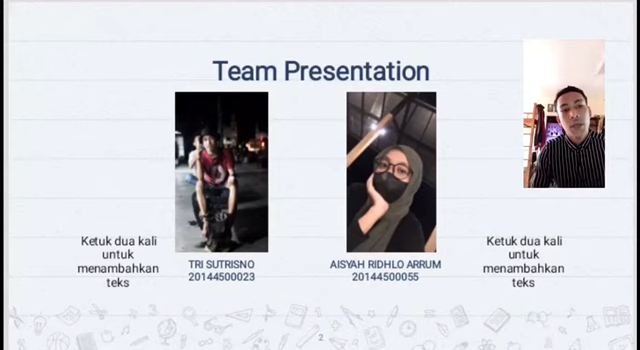 Team Presentation
Ketuk dua kali
untuk
menambahkan
teks
TRI SUTRISNO
20144500023
AISYAH RIDHLO ARRUM
20144500055
Ketuk dua kali
untuk
menambahkan
teks
2